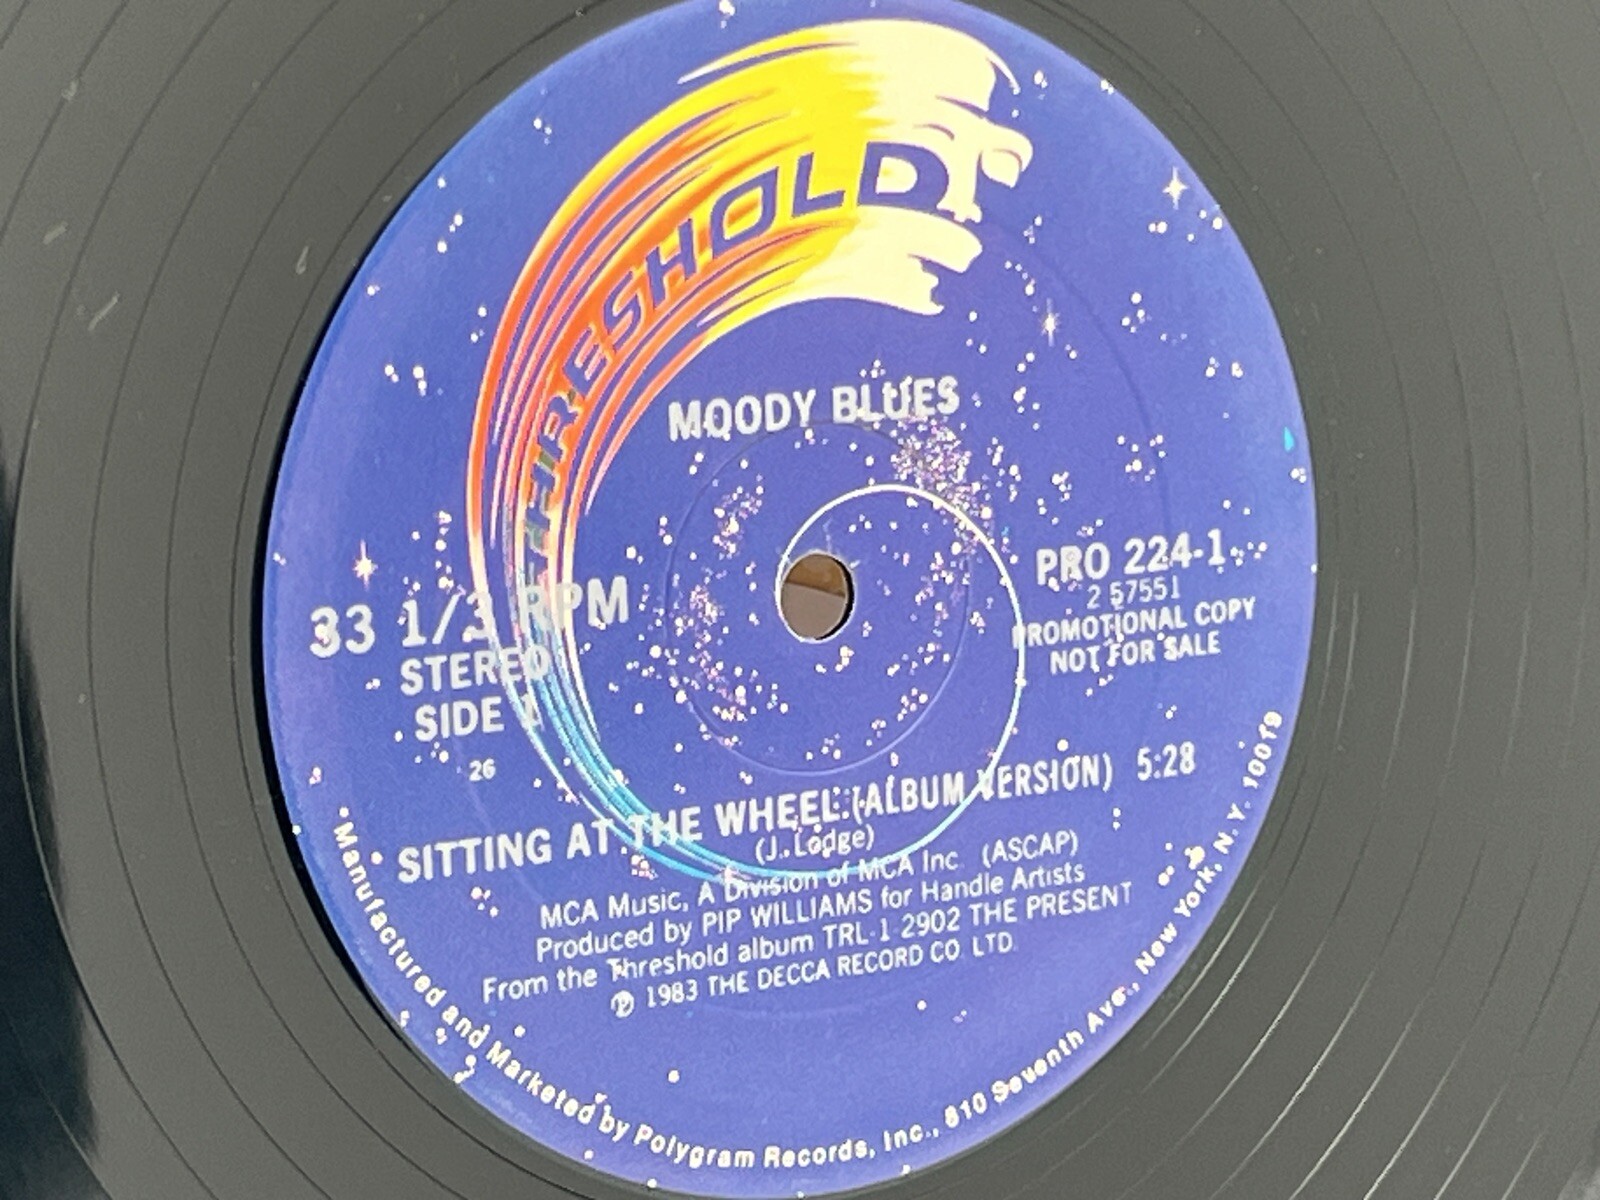 THRESHOLD
MOODY BLUES
33 1/3 RPM
STEREO
SIDE 1
26
PRO 224-1
2 57551
PROMOTIONAL COPY
NOT FOR SALE
SITTING AT THE WHEEL (ALBUM VERSION) 5:28
(J. Lodge)
MCA Music, A Division of MCA Inc. (ASCAP)
Produced by PIP WILLIAMS for Handle Artists
From the Threshold album TRL-1-2902 THE PRESENT
℗ 1983 THE DECCA RECORD CO. LTD.
Manufactured and Marketed by Polygram Records, Inc., 810 Seventh Ave., New York, N.Y. 10019